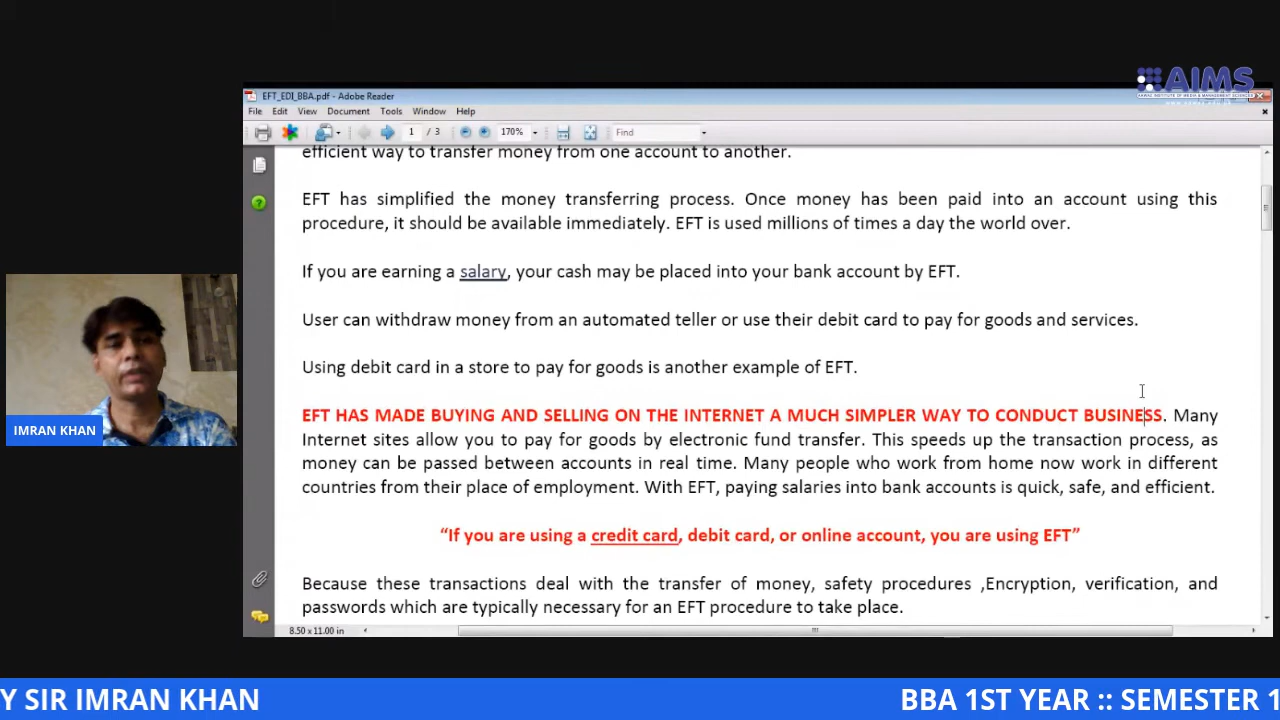 AIMS
EFT_EDI_BBA.pdf - Adobe Reader
File Edit View Document Tools Window Help
1 / 3 170% Find
efficient way to transfer money from one account to another.
EFT has simplified the money transferring process. Once money has been paid into an account using this
procedure, it should be available immediately. EFT is used millions of times a day the world over.
If you are earning a salary, your cash may be placed into your bank account by EFT.
User can withdraw money from an automated teller or use their debit card to pay for goods and services.
Using debit card in a store to pay for goods is another example of EFT.
EFT HAS MADE BUYING AND SELLING ON THE INTERNET A MUCH SIMPLER WAY TO CONDUCT BUSINESS. Many
Internet sites allow you to pay for goods by electronic fund transfer. This speeds up the transaction process, as
money can be passed between accounts in real time. Many people who work from home now work in different
countries from their place of employment. With EFT, paying salaries into bank accounts is quick, safe, and efficient.
“If you are using a credit card, debit card, or online account, you are using EFT”
Because these transactions deal with the transfer of money, safety procedures ,Encryption, verification, and
passwords which are typically necessary for an EFT procedure to take place.
8.50 x 11.00 in
IMRAN KHAN
Y SIR IMRAN KHAN
BBA 1ST YEAR :: SEMESTER 1